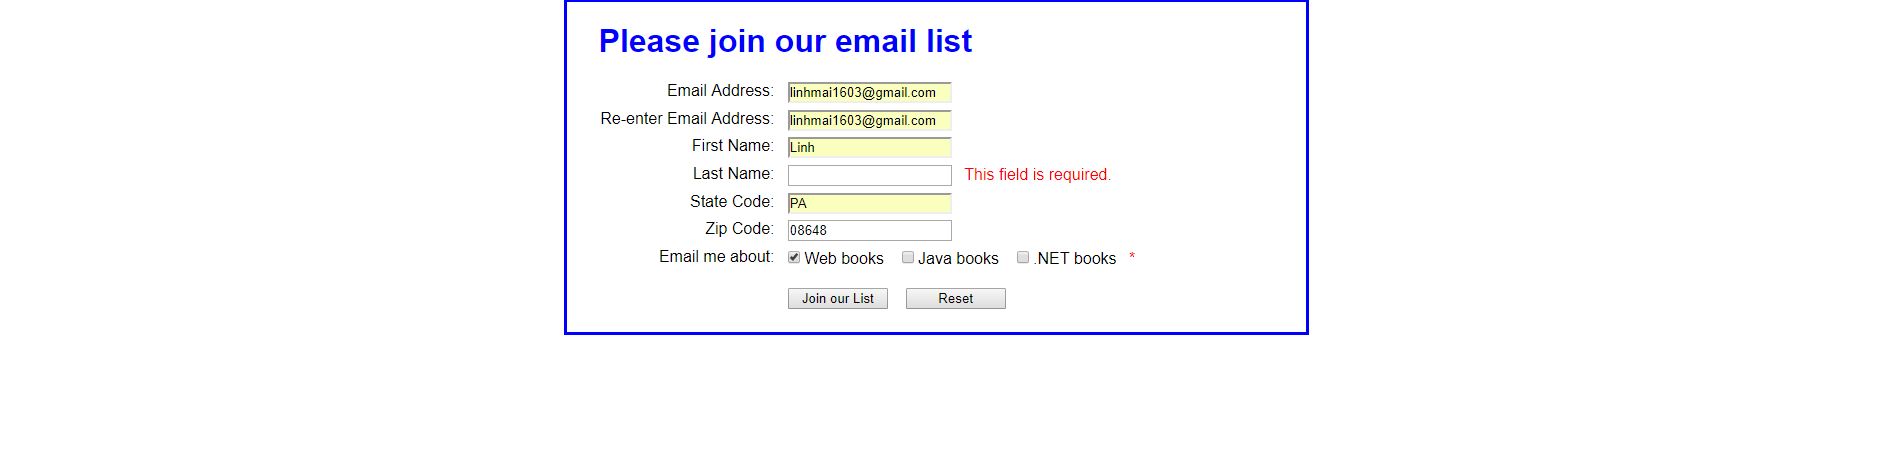 Please join our email list
Email Address: linhmai1603@gmail.com
Re-enter Email Address: linhmai1603@gmail.com
First Name: Linh
Last Name: This field is required.
State Code: PA
Zip Code: 08648
Email me about: Web books Java books .NET books *
Join our List Reset